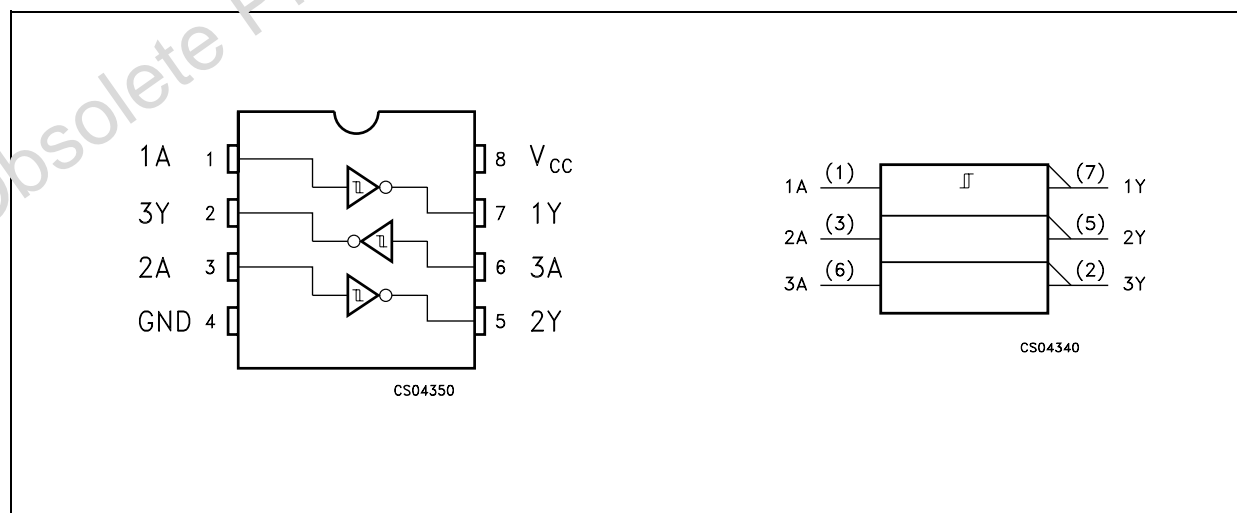 Obsolete P
1A 1 8 VCC
3Y 2 7 1Y
2A 3 6 3A
GND 4 5 2Y
CS04350
1A (1) (7) 1Y
2A (3) (5) 2Y
3A (6) (2) 3Y
CS04340